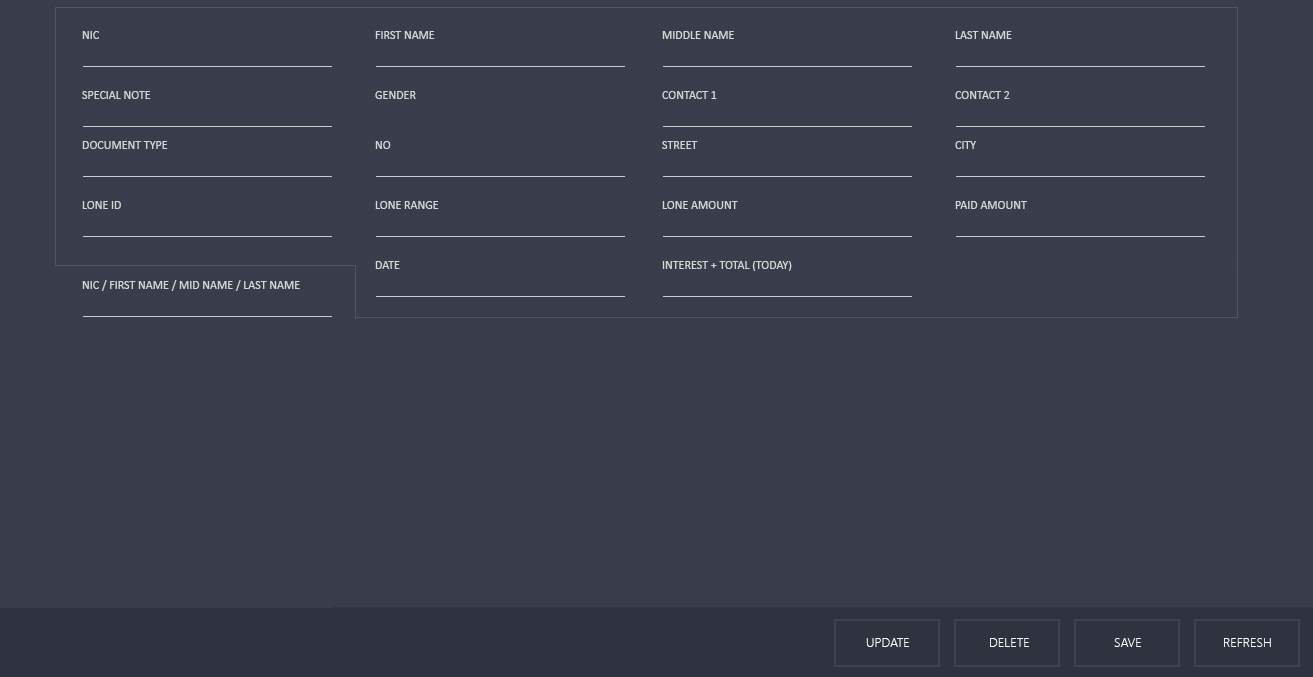 NIC FIRST NAME MIDDLE NAME LAST NAME
SPECIAL NOTE GENDER CONTACT 1 CONTACT 2
DOCUMENT TYPE NO STREET CITY
LONE ID LONE RANGE LONE AMOUNT PAID AMOUNT
DATE INTEREST + TOTAL (TODAY)
NIC / FIRST NAME / MID NAME / LAST NAME
UPDATE DELETE SAVE REFRESH